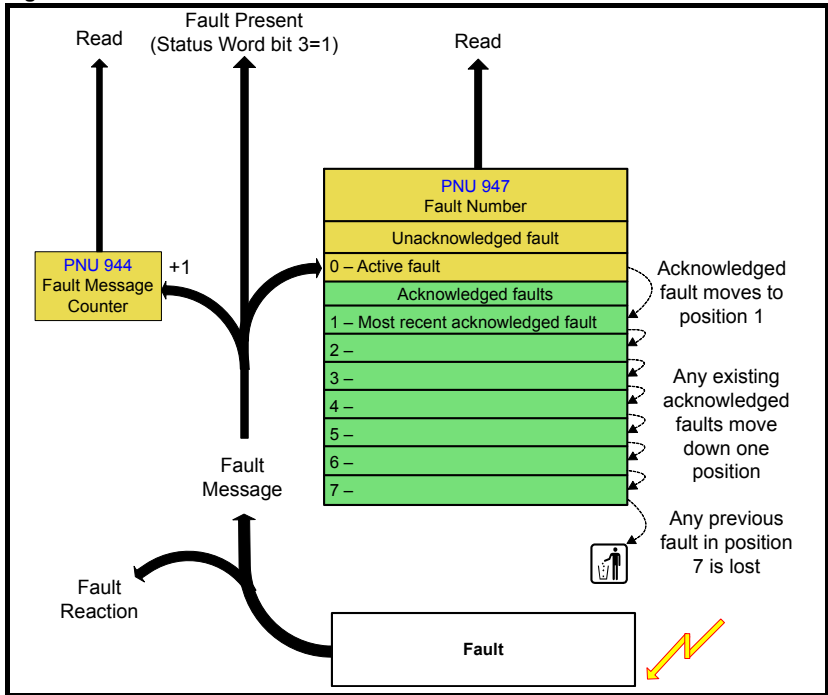 Read
Fault Present
(Status Word bit 3=1)
Read
PNU 947
Fault Number
Unacknowledged fault
0 – Active fault
Acknowledged faults
1 – Most recent acknowledged fault
2 –
3 –
4 –
5 –
6 –
7 –
PNU 944
Fault Message
Counter
+1
Acknowledged
fault moves to
position 1
Any existing
acknowledged
faults move
down one
position
Any previous
fault in position
7 is lost
Fault
Message
Fault
Reaction
Fault